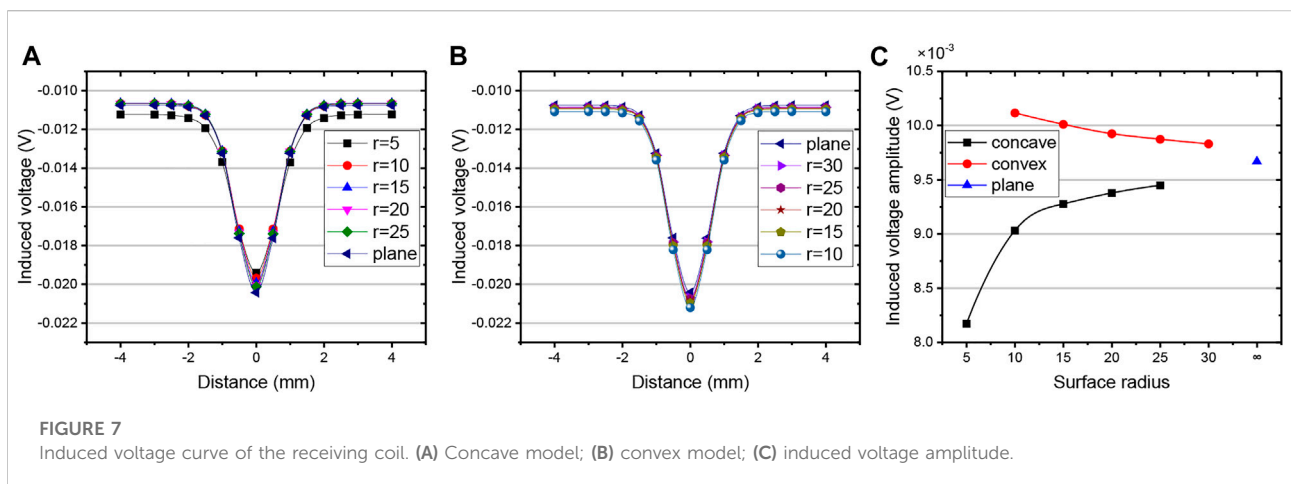 A
Induced voltage (V)
-0.010
-0.012
-0.014
-0.016
-0.018
-0.020
-0.022
-4
-2
0
2
4
Distance (mm)
r=5
r=10
r=15
r=20
r=25
plane
B
Induced voltage (V)
-0.010
-0.012
-0.014
-0.016
-0.018
-0.020
-0.022
-4
-2
0
2
4
Distance (mm)
plane
r=30
r=25
r=20
r=15
r=10
C
×10⁻³
Induced voltage amplitude (V)
10.5
10.0
9.5
9.0
8.5
8.0
5
10
15
20
25
30
∞
Surface radius
concave
convex
plane
FIGURE 7
Induced voltage curve of the receiving coil. (A) Concave model; (B) convex model; (C) induced voltage amplitude.